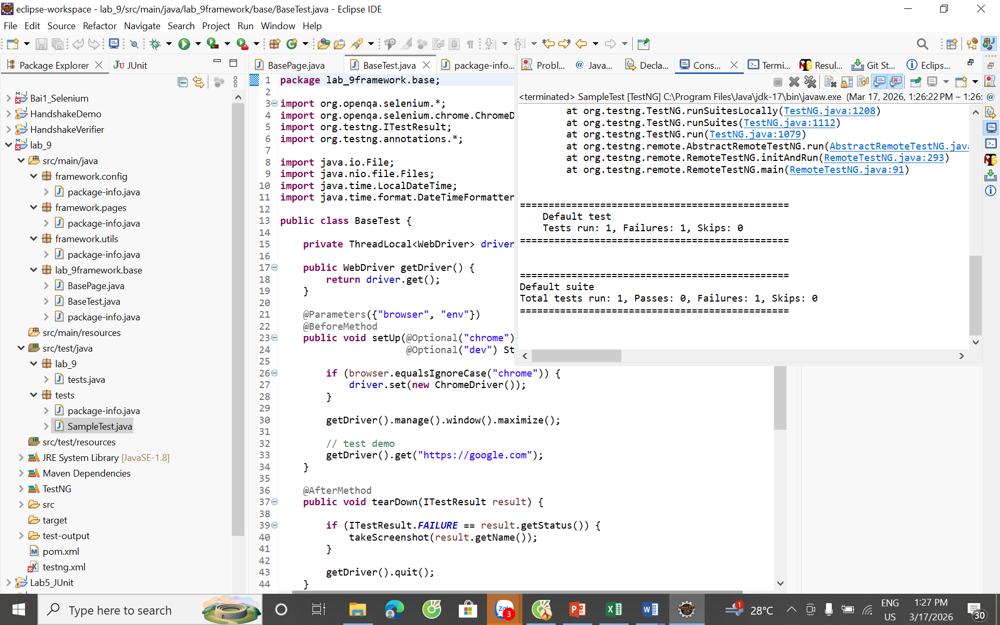 eclipse-workspace - lab_9/src/main/java/lab_9framework/base/BaseTest.java - Eclipse IDE
File Edit Source Refactor Navigate Search Project Run Window Help
Package Explorer
JUnit
Bai1_Selenium
HandshakeDemo
HandshakeVerifier
lab_9
src/main/java
framework.config
package-info.java
framework.pages
package-info.java
framework.utils
package-info.java
lab_9framework.base
BasePage.java
BaseTest.java
package-info.java
src/main/resources
src/test/java
lab_9
tests.java
tests
package-info.java
SampleTest.java
src/test/resources
JRE System Library [JavaSE-1.8]
Maven Dependencies
TestNG
src
target
test-output
pom.xml
testng.xml
Lab5_JUnit
BasePage.java
BaseTest.java
package-info...
1 package lab_9framework.base;
2
3 import org.openqa.selenium.*;
4 import org.openqa.selenium.chrome.ChromeD
5 import org.testng.ITestResult;
6 import org.testng.annotations.*;
7
8 import java.io.File;
9 import java.nio.file.Files;
10 import java.time.LocalDateTime;
11 import java.time.format.DateTimeFormatter
12
13 public class BaseTest {
14
15 private ThreadLocal<WebDriver> driver
16
17 public WebDriver getDriver() {
18 return driver.get();
19 }
20
21 @Parameters({"browser", "env"})
22 @BeforeMethod
23 public void setUp(@Optional("chrome")
24 @Optional("dev") St
25
26 if (browser.equalsIgnoreCase("chrome")) {
27 driver.set(new ChromeDriver());
28 }
29
30 getDriver().manage().window().maximize();
31
32 // test demo
33 getDriver().get("https://google.com");
34 }
35
36 @AfterMethod
37 public void tearDown(ITestResult result) {
38
39 if (ITestResult.FAILURE == result.getStatus()) {
40 takeScreenshot(result.getName());
41 }
42
43 getDriver().quit();
44 }
Probl...
Java...
Decla...
Cons...
Termi...
Resul...
Git St...
Eclips...
<terminated> SampleTest [TestNG] C:\Program Files\Java\jdk-17\bin\javaw.exe (Mar 17, 2026, 1:26:22 PM – 1:26:
at org.testng.TestNG.runSuitesLocally(TestNG.java:1208)
at org.testng.TestNG.runSuites(TestNG.java:1112)
at org.testng.TestNG.run(TestNG.java:1079)
at org.testng.remote.AbstractRemoteTestNG.run(AbstractRemoteTestNG.java
at org.testng.remote.RemoteTestNG.initAndRun(RemoteTestNG.java:293)
at org.testng.remote.RemoteTestNG.main(RemoteTestNG.java:91)
===============================================
Default test
Tests run: 1, Failures: 1, Skips: 0
===============================================
===============================================
Default suite
Total tests run: 1, Passes: 0, Failures: 1, Skips: 0
===============================================
Type here to search
Zalo
3
1
28°C
ENG
US
1:27 PM
3/17/2026
30